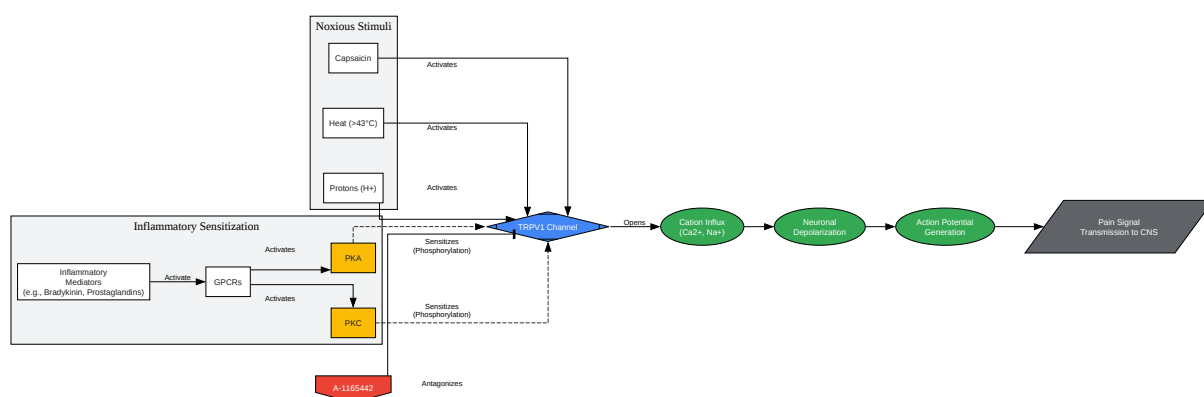 Noxious Stimuli
Capsaicin
Activates
Heat (>43°C)
Activates
Protons (H+)
Activates
Inflammatory Sensitization
TRPV1 Channel
Opens
Cation Influx
(Ca2+, Na+)
Neuronal
Depolarization
Action Potential
Generation
Pain Signal
Transmission to CNS
Activates
PKA
Sensitizes
(Phosphorylation)
Inflammatory
Mediators
(e.g., Bradykinin, Prostaglandins)
Activate
GPCRs
Activates
PKC
Sensitizes
(Phosphorylation)
A-1165442
Antagonizes